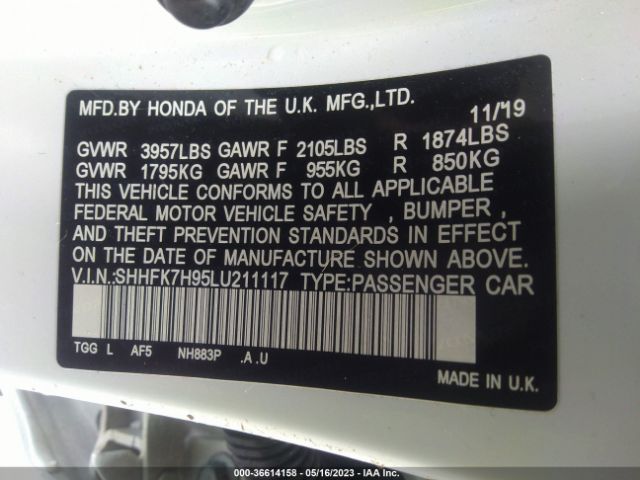 MFD.BY HONDA OF THE U.K. MFG.,LTD. 11/19
GVWR 3957LBS GAWR F 2105LBS R 1874LBS
GVWR 1795KG GAWR F 955KG R 850KG
THIS VEHICLE CONFORMS TO ALL APPLICABLE
FEDERAL MOTOR VEHICLE SAFETY , BUMPER ,
AND THEFT PREVENTION STANDARDS IN EFFECT
ON THE DATE OF MANUFACTURE SHOWN ABOVE.
V.I.N.:SHHFK7H95LU211117 TYPE:PASSENGER CAR
TGG L AF5 NH883P .A .U
MADE IN U.K.
000-36614158 - 05/16/2023 - IAA Inc.